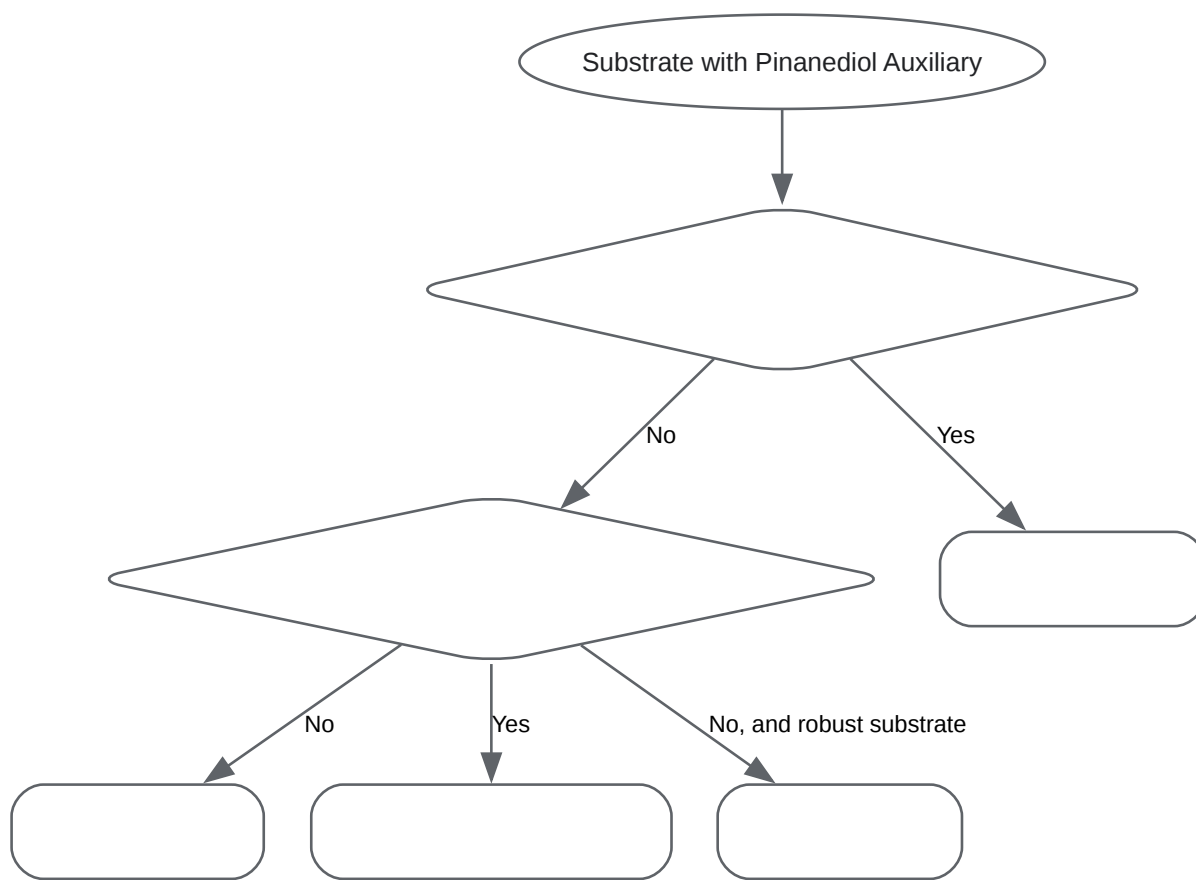 Substrate with Pinanediol Auxiliary
No
Yes
No
Yes
No, and robust substrate